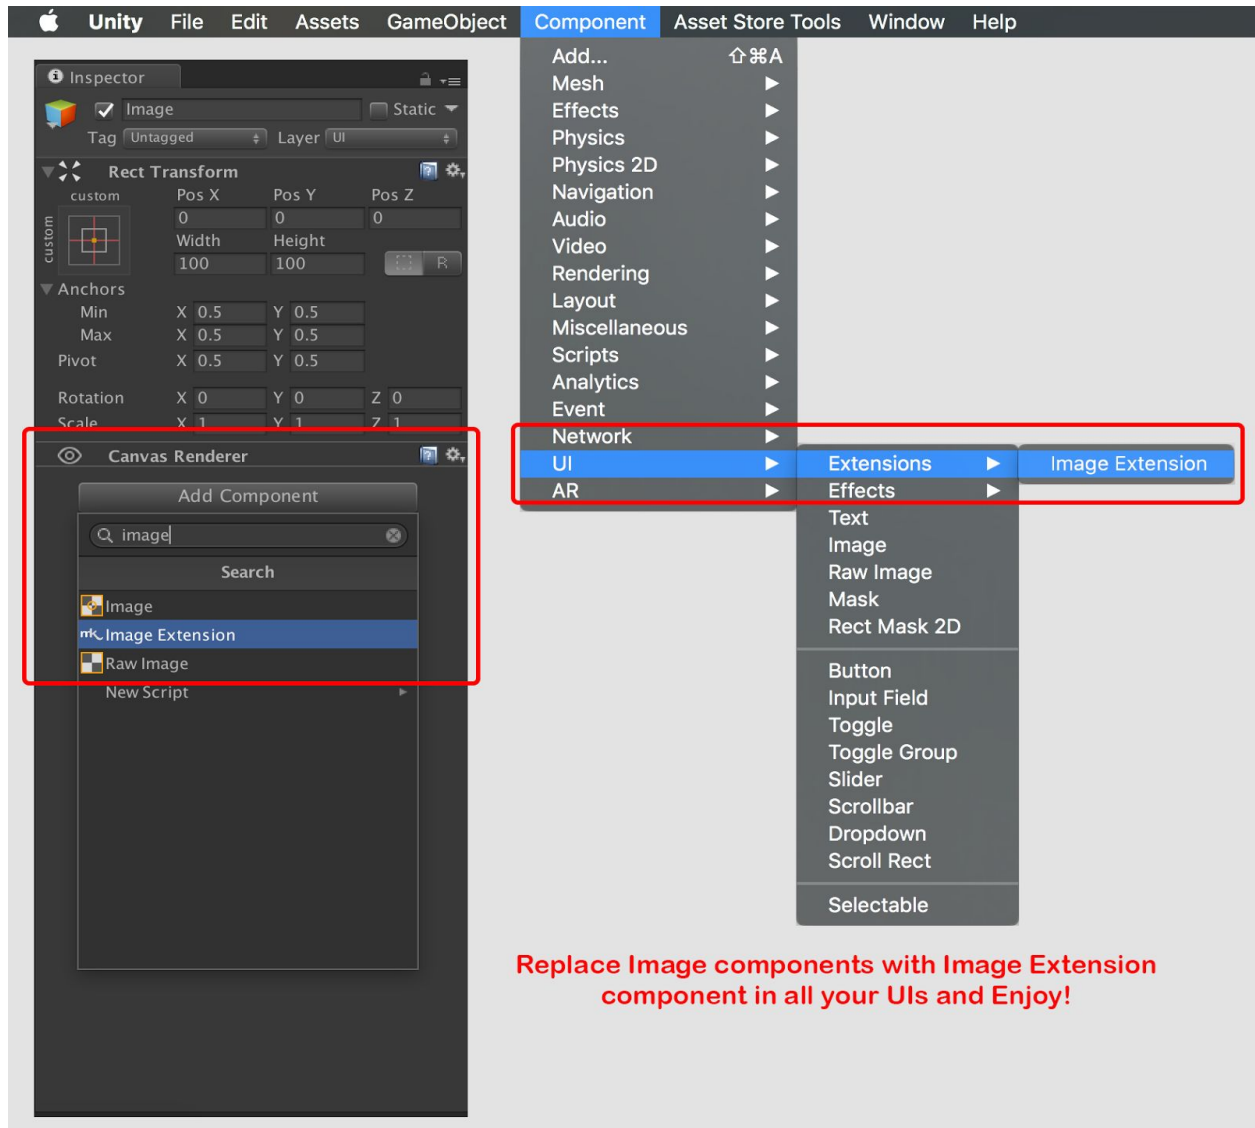 Unity File Edit Assets GameObject Component Asset Store Tools Window Help
Inspector
Image Static
Tag Untagged Layer UI
Rect Transform
custom Pos X Pos Y Pos Z
custom
0 0 0
Width Height
100 100 R
Anchors
Min X 0.5 Y 0.5
Max X 0.5 Y 0.5
Pivot X 0.5 Y 0.5
Rotation X 0 Y 0 Z 0
Scale X 1 Y 1 Z 1
Canvas Renderer
Add Component
image
Search
Image
mk Image Extension
Raw Image
New Script
Add... ⇧⌘A
Mesh
Effects
Physics
Physics 2D
Navigation
Audio
Video
Rendering
Layout
Miscellaneous
Scripts
Analytics
Event
Network
UI
AR
Extensions
Effects
Text
Image
Raw Image
Mask
Rect Mask 2D
Button
Input Field
Toggle
Toggle Group
Slider
Scrollbar
Dropdown
Scroll Rect
Selectable
Image Extension
Replace Image components with Image Extension
component in all your UIs and Enjoy!